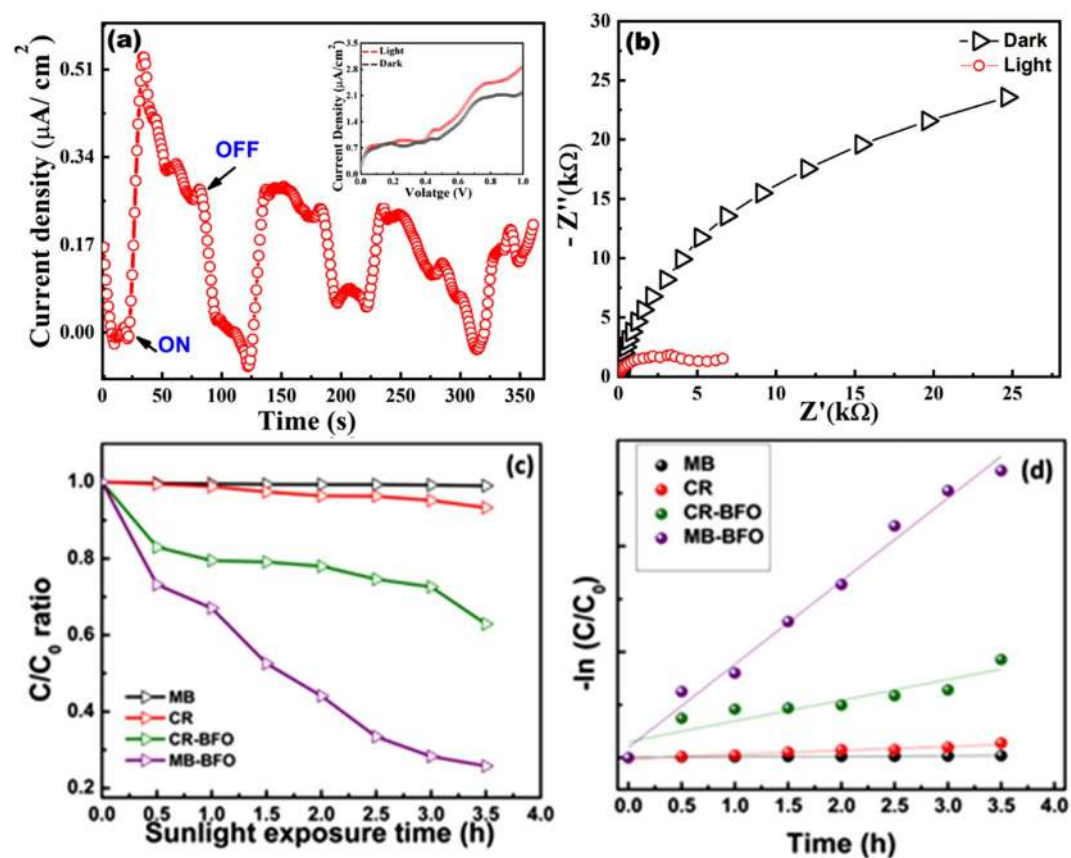 (a)
Current density (μA/ cm²)
0.51
0.34
0.17
0.00
0 50 100 150 200 250 300 350
Time (s)
ON
OFF
Light
Dark
Current Density (μA/cm²)
3.5
2.8
2.1
1.4
0.7
0.0
0.0 0.2 0.4 0.6 0.8 1.0
Volatge (V)
(b)
- Z''(kΩ)
30
25
20
15
10
5
0
0 5 10 15 20 25
Z'(kΩ)
Dark
Light
(c)
C/C₀ ratio
1.0
0.8
0.6
0.4
0.2
0.0 0.5 1.0 1.5 2.0 2.5 3.0 3.5 4.0
Sunlight exposure time (h)
MB
CR
CR-BFO
MB-BFO
(d)
-ln (C/C₀)
MB
CR
CR-BFO
MB-BFO
0.0 0.5 1.0 1.5 2.0 2.5 3.0 3.5 4.0
Time (h)